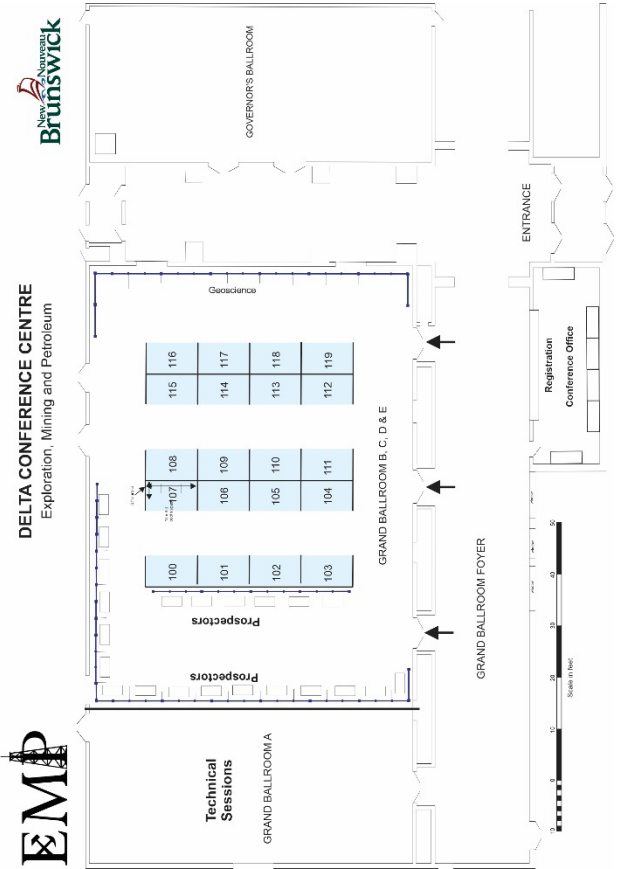 New Nouveau
Brunswick
DELTA CONFERENCE CENTRE
Exploration, Mining and Petroleum
EMP
GOVERNOR'S BALLROOM
ENTRANCE
Geoscience
116
117
118
119
115
114
113
112
108
109
110
111
107
106
105
104
100
101
102
103
Prospectors
Prospectors
GRAND BALLROOM B, C, D & E
Registration
Conference Office
GRAND BALLROOM FOYER
Technical
Sessions
GRAND BALLROOM A
10 0 10 20 30 40 50
Scale in feet